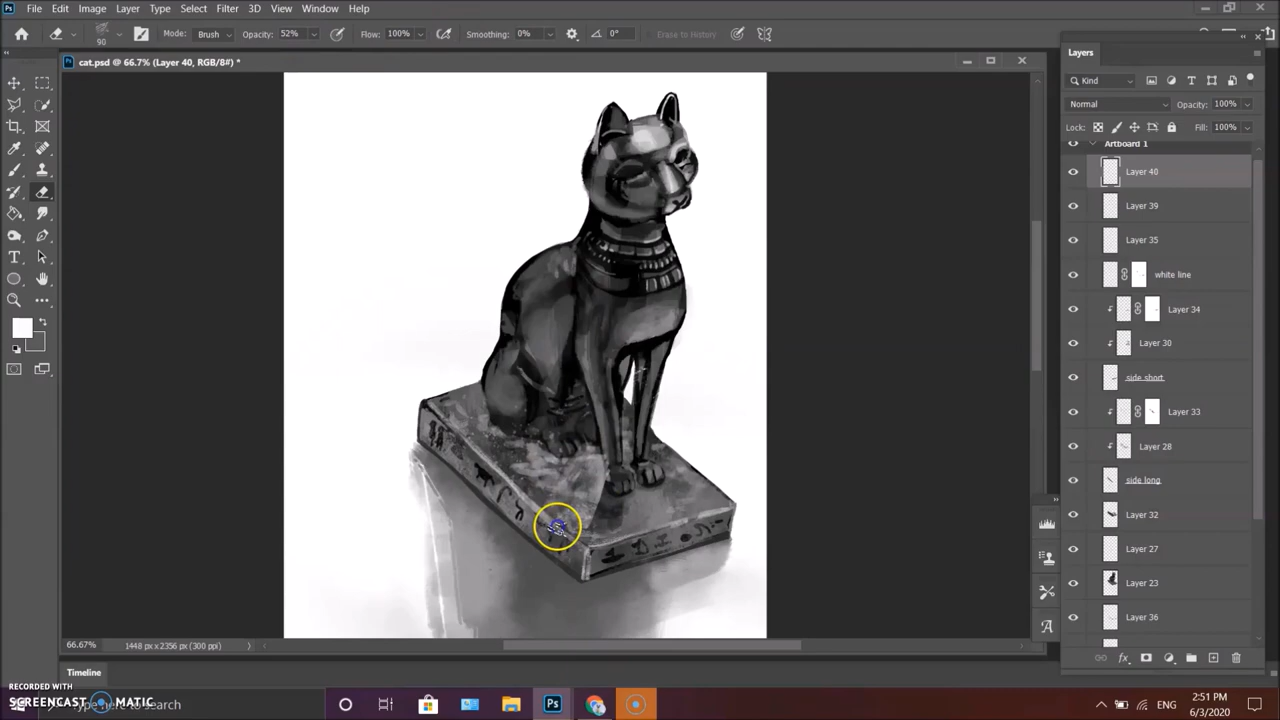 File Edit Image Layer Type Select Filter 3D View Window Help
90 Mode: Brush Opacity: 52% Flow: 100% Smoothing: 0% 0° Erase to History
cat.psd @ 66.7% (Layer 40, RGB/8#) *
Layers
Kind
Normal Opacity: 100%
Lock: Fill: 100%
Artboard 1
Layer 40
Layer 39
Layer 35
white line
Layer 34
Layer 30
side short
Layer 33
Layer 28
side long
Layer 32
Layer 27
Layer 23
Layer 36
66.67% 1448 px x 2356 px (300 ppi)
Timeline
RECORDED WITH
SCREENCAST MATIC
here to search
ENG
2:51 PM
6/3/2020